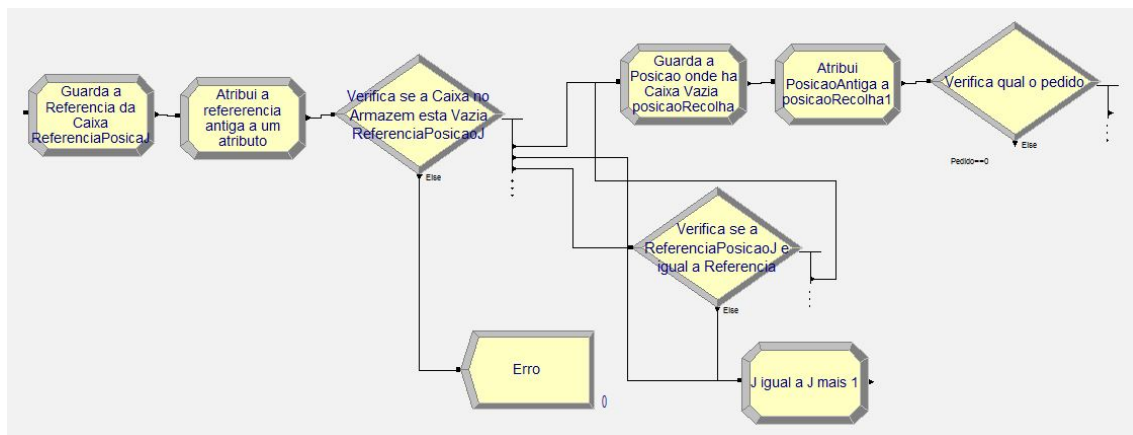 Guarda a
Referencia da
Caixa
ReferenciaPosicaJ
Atribui a
refererencia
antiga a um
atributo
Verifica se a Caixa no
Armazem esta Vazia
ReferenciaPosicaoJ
Else
Guarda a
Posicao onde ha
Caixa Vazia
posicaoRecolha
Atribui
PosicaoAntiga a
posicaoRecolha1
Verifica qual o pedido
Else
Pedido==0
Verifica se a
ReferenciaPosicaoJ e
igual a Referencia
Else
Erro
0
J igual a J mais 1